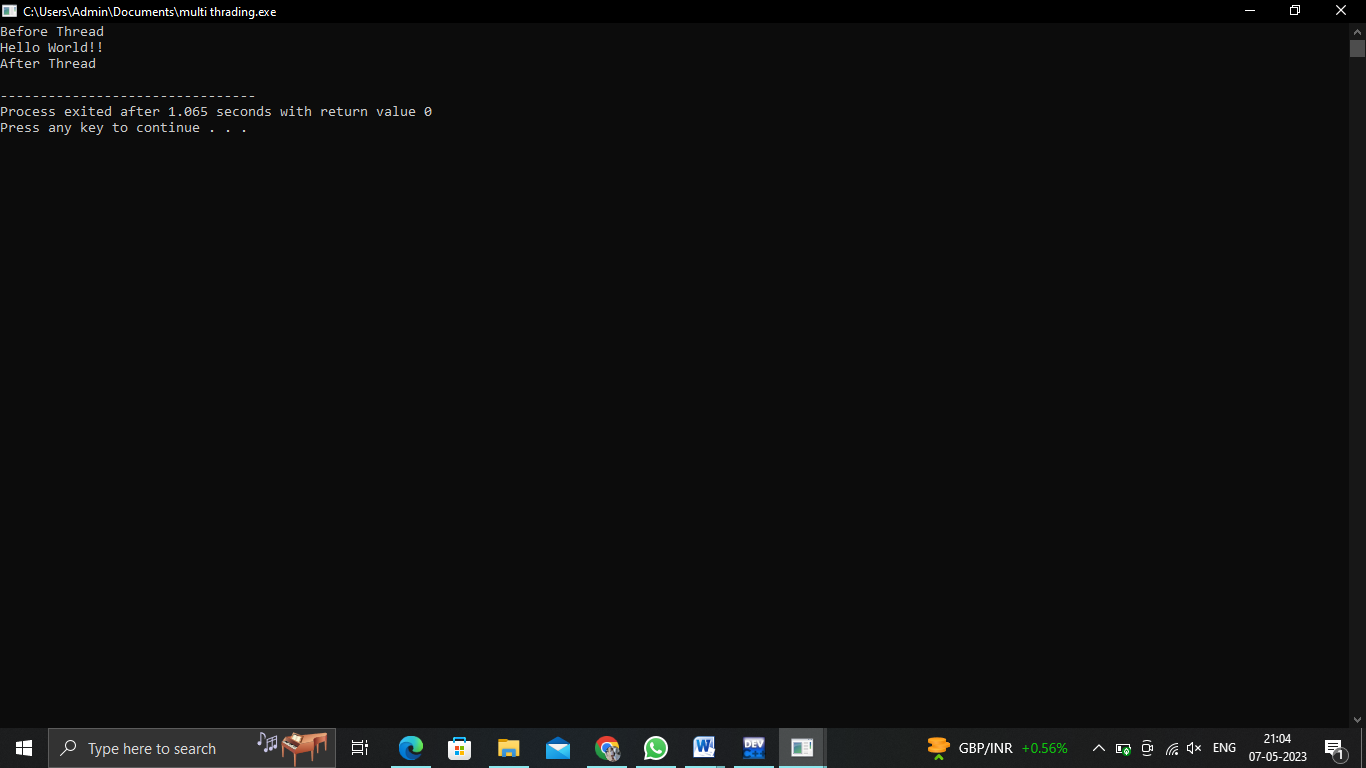 C:\Users\Admin\Documents\multi thrading.exe
Before Thread
Hello World!!
After Thread
--------------------------------
Process exited after 1.065 seconds with return value 0
Press any key to continue . . .
Type here to search
W
DEV
GBP/INR +0.56%
ENG
21:04
07-05-2023
1